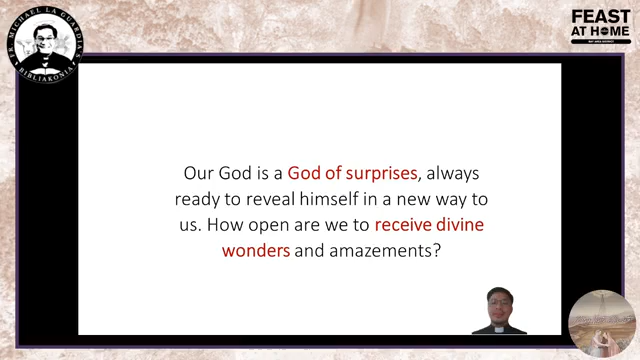 FR. MICHAEL LA GUARDIA'S
BIBLIAKONIA
FEAST
AT HOME
Our God is a God of surprises, always
ready to reveal himself in a new way to
us. How open are we to receive divine
wonders and amazements?